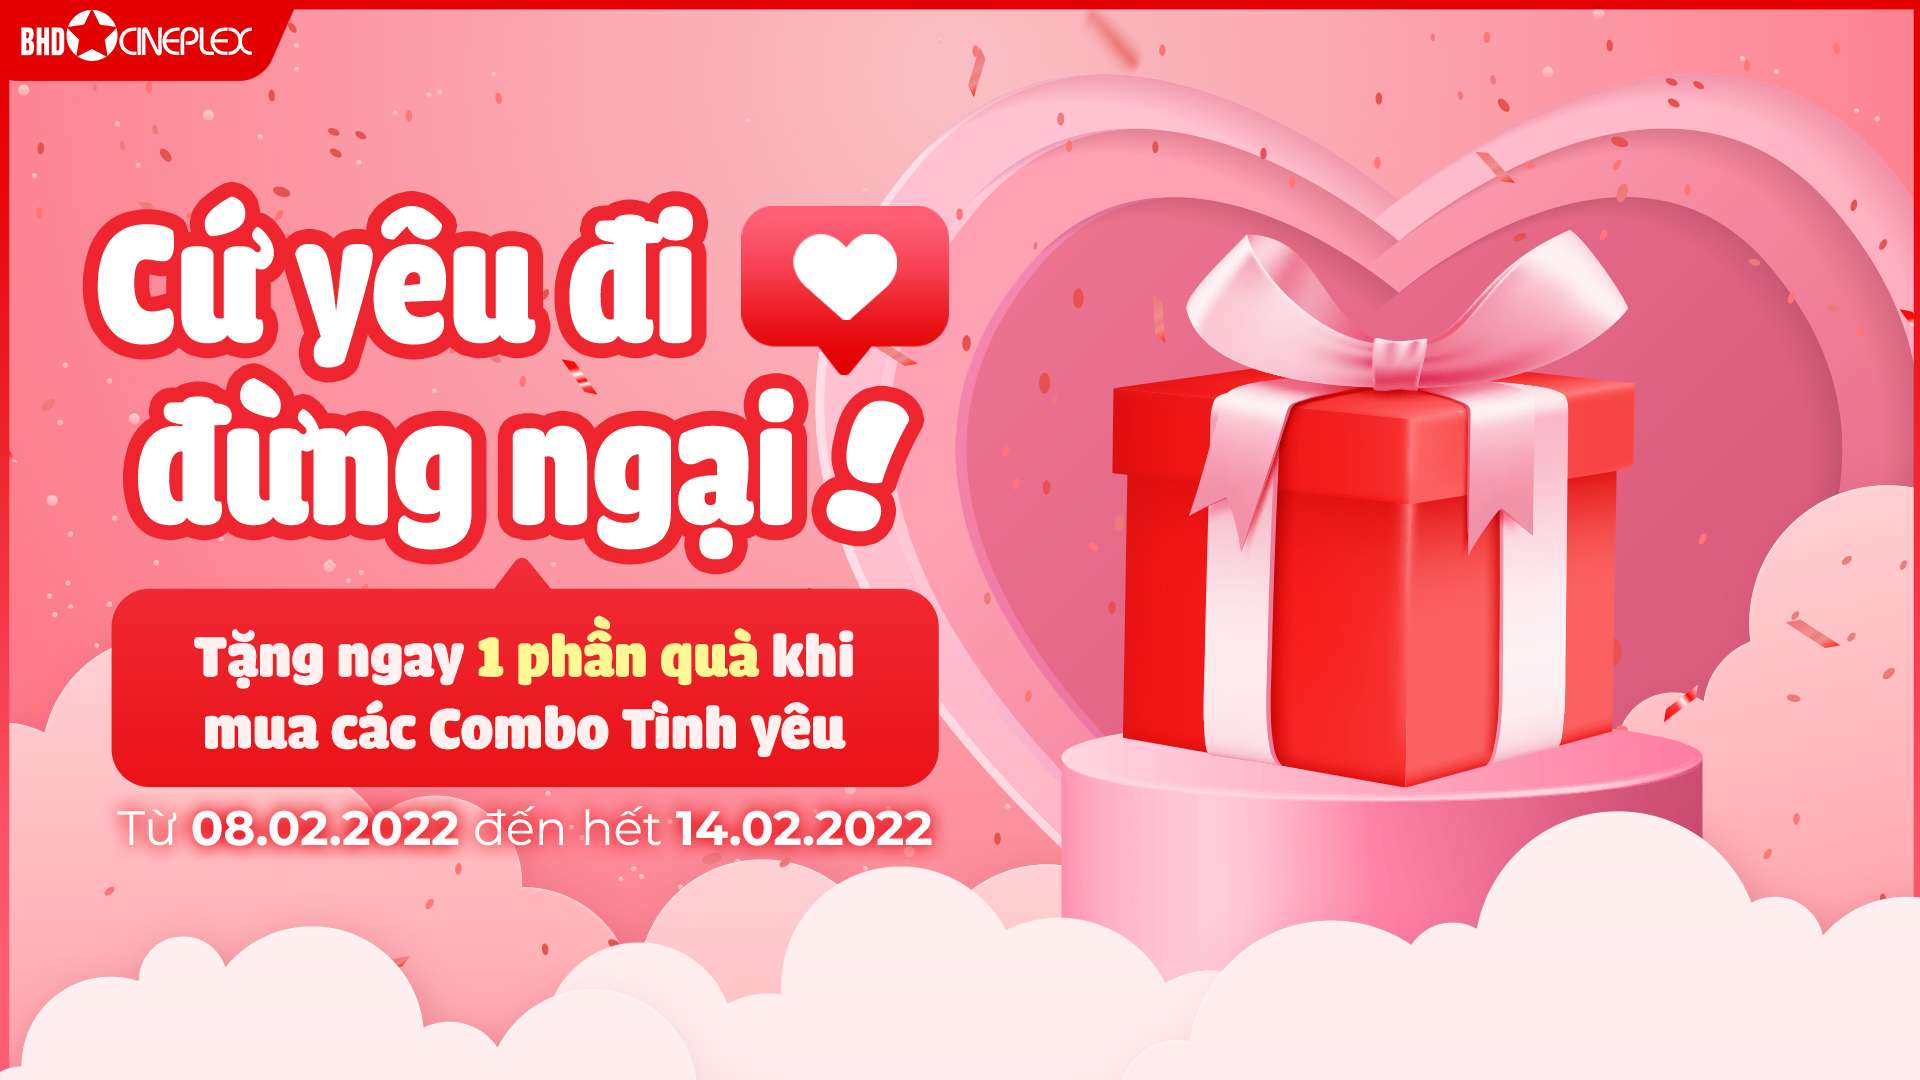 BHD CINEPLEX
Cứ yêu đi
đừng ngại!
Tặng ngay 1 phần quà khi
mua các Combo Tình yêu
Từ 08.02.2022 đến hết 14.02.2022